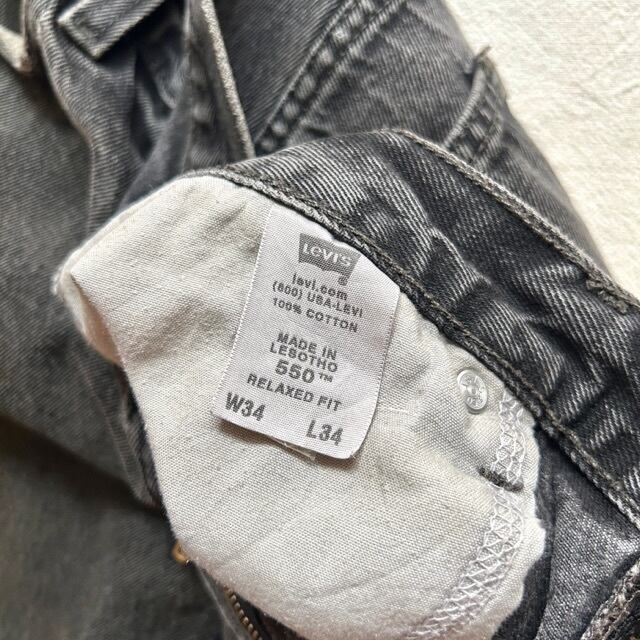 Levi's
levi.com
(800) USA-LEVI
100% COTTON
MADE IN
LESOTHO
550™
RELAXED FIT
W34 L34